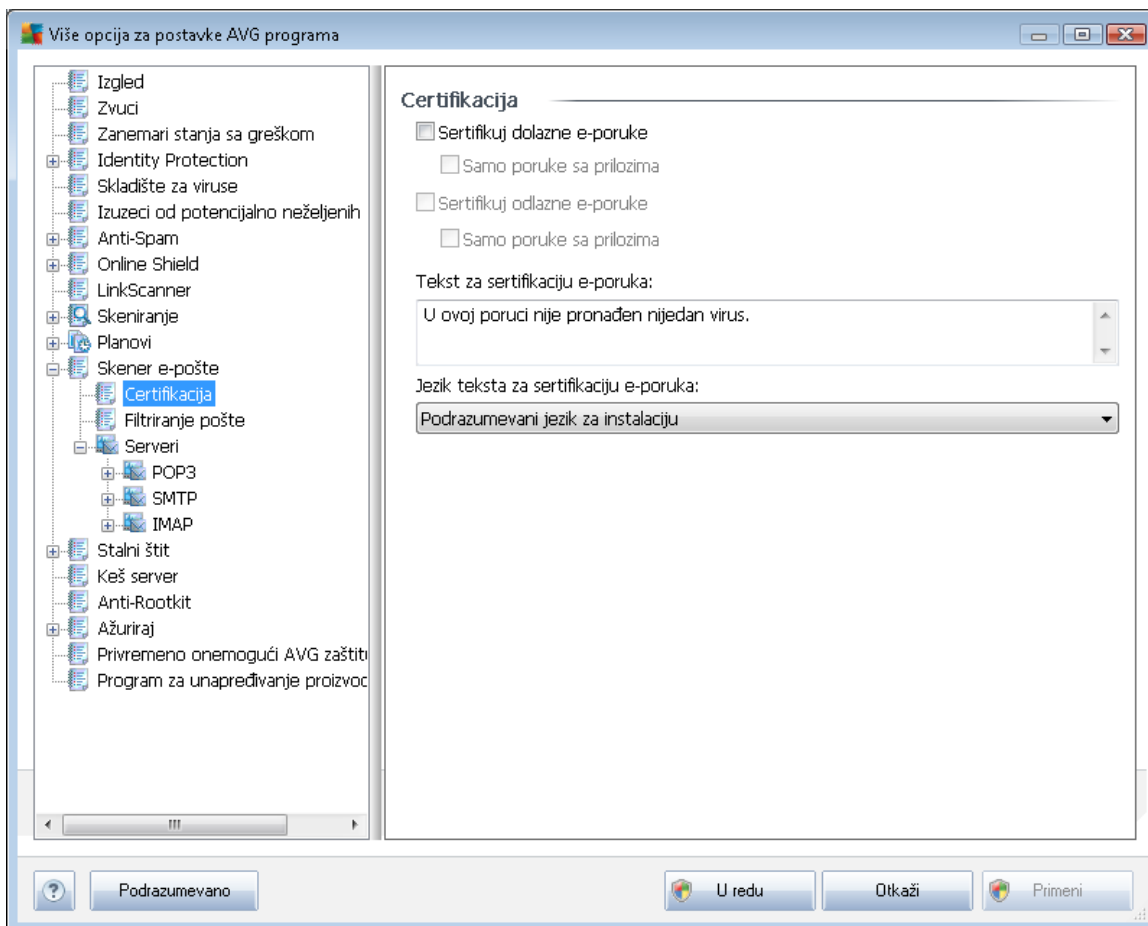 Više opcija za postavke AVG programa
Izgled
Zvuci
Zanemari stanja sa greškom
Identity Protection
Skladište za viruse
Izuzeci od potencijalno neželjenih
Anti-Spam
Online Shield
LinkScanner
Skeniranje
Planovi
Skener e-pošte
Certifikacija
Filtriranje pošte
Serveri
POP3
SMTP
IMAP
Stalni štit
Keš server
Anti-Rootkit
Ažuriraj
Privremeno onemogući AVG zaštitu
Program za unapređivanje proizvod
Certifikacija
Sertifikuj dolazne e-poruke
Samo poruke sa prilozima
Sertifikuj odlazne e-poruke
Samo poruke sa prilozima
Tekst za sertifikaciju e-poruka:
U ovoj poruci nije pronađen nijedan virus.
Jezik teksta za sertifikaciju e-poruka:
Podrazumevani jezik za instalaciju
? Podrazumevano U redu Otkaži Primeni